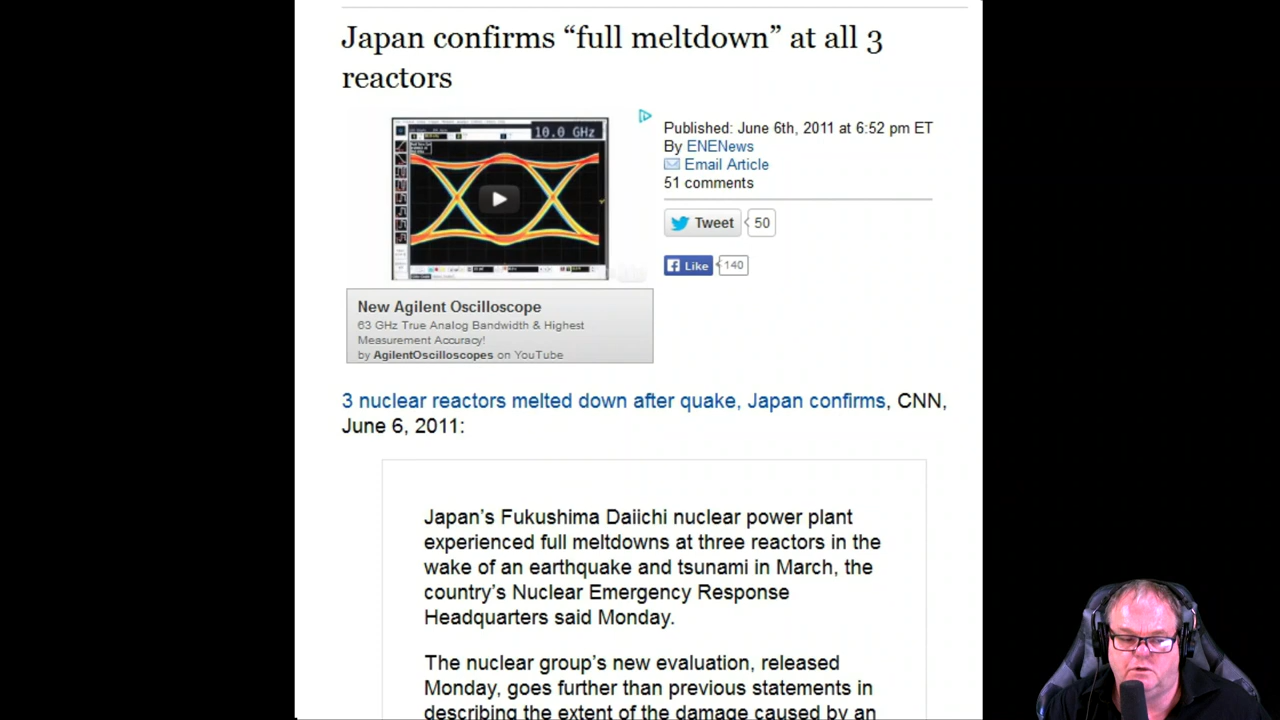 Japan confirms “full meltdown” at all 3
reactors
10.0 GHz
Published: June 6th, 2011 at 6:52 pm ET
By ENENews
Email Article
51 comments
Tweet 50
Like 140
New Agilent Oscilloscope
63 GHz True Analog Bandwidth & Highest
Measurement Accuracy!
by AgilentOscilloscopes on YouTube
3 nuclear reactors melted down after quake, Japan confirms, CNN,
June 6, 2011:
Japan’s Fukushima Daiichi nuclear power plant
experienced full meltdowns at three reactors in the
wake of an earthquake and tsunami in March, the
country’s Nuclear Emergency Response
Headquarters said Monday.
The nuclear group’s new evaluation, released
Monday, goes further than previous statements in
describing the extent of the damage caused by an